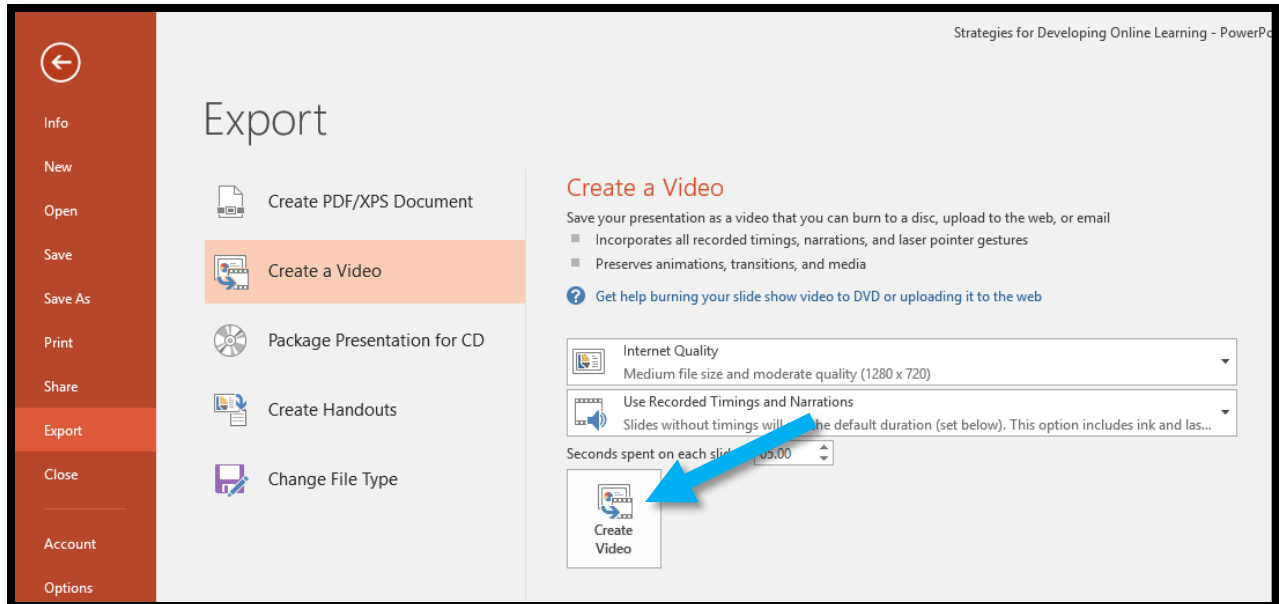 Strategies for Developing Online Learning -
Info
New
Open
Save
Save As
Print
Share
Export
Close
Account
Options
Export
Create PDF/XPS Document
Create a Video
Package Presentation for CD
Create Handouts
Change File Type
Create a Video
Save your presentation as a video that you can burn to a disc, upload to the web, or email
Incorporates all recorded timings, narrations, and laser pointer gestures
Preserves animations, transitions, and media
? Get help burning your slide show video to DVD or uploading it to the web
Internet Quality
Medium file size and moderate quality (1280 x 720)
Use Recorded Timings and Narrations
Slides without timings will the default duration (set below). This option includes ink and las...
Seconds spent on each 05.00
Create
Video